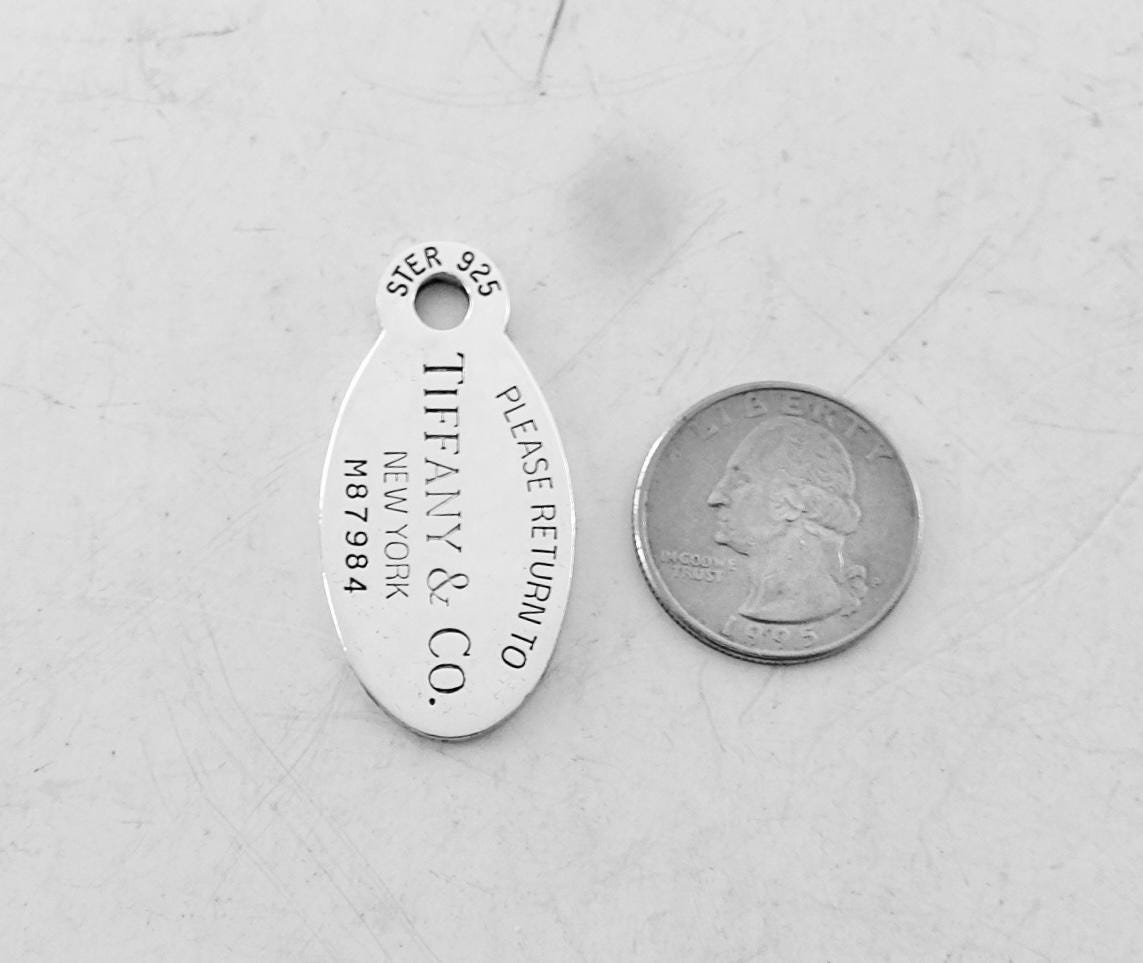 STER 925
PLEASE RETURN TO
TIFFANY & CO.
NEW YORK
M87984
LIBERTY
IN GOD WE
TRUST
P
1995